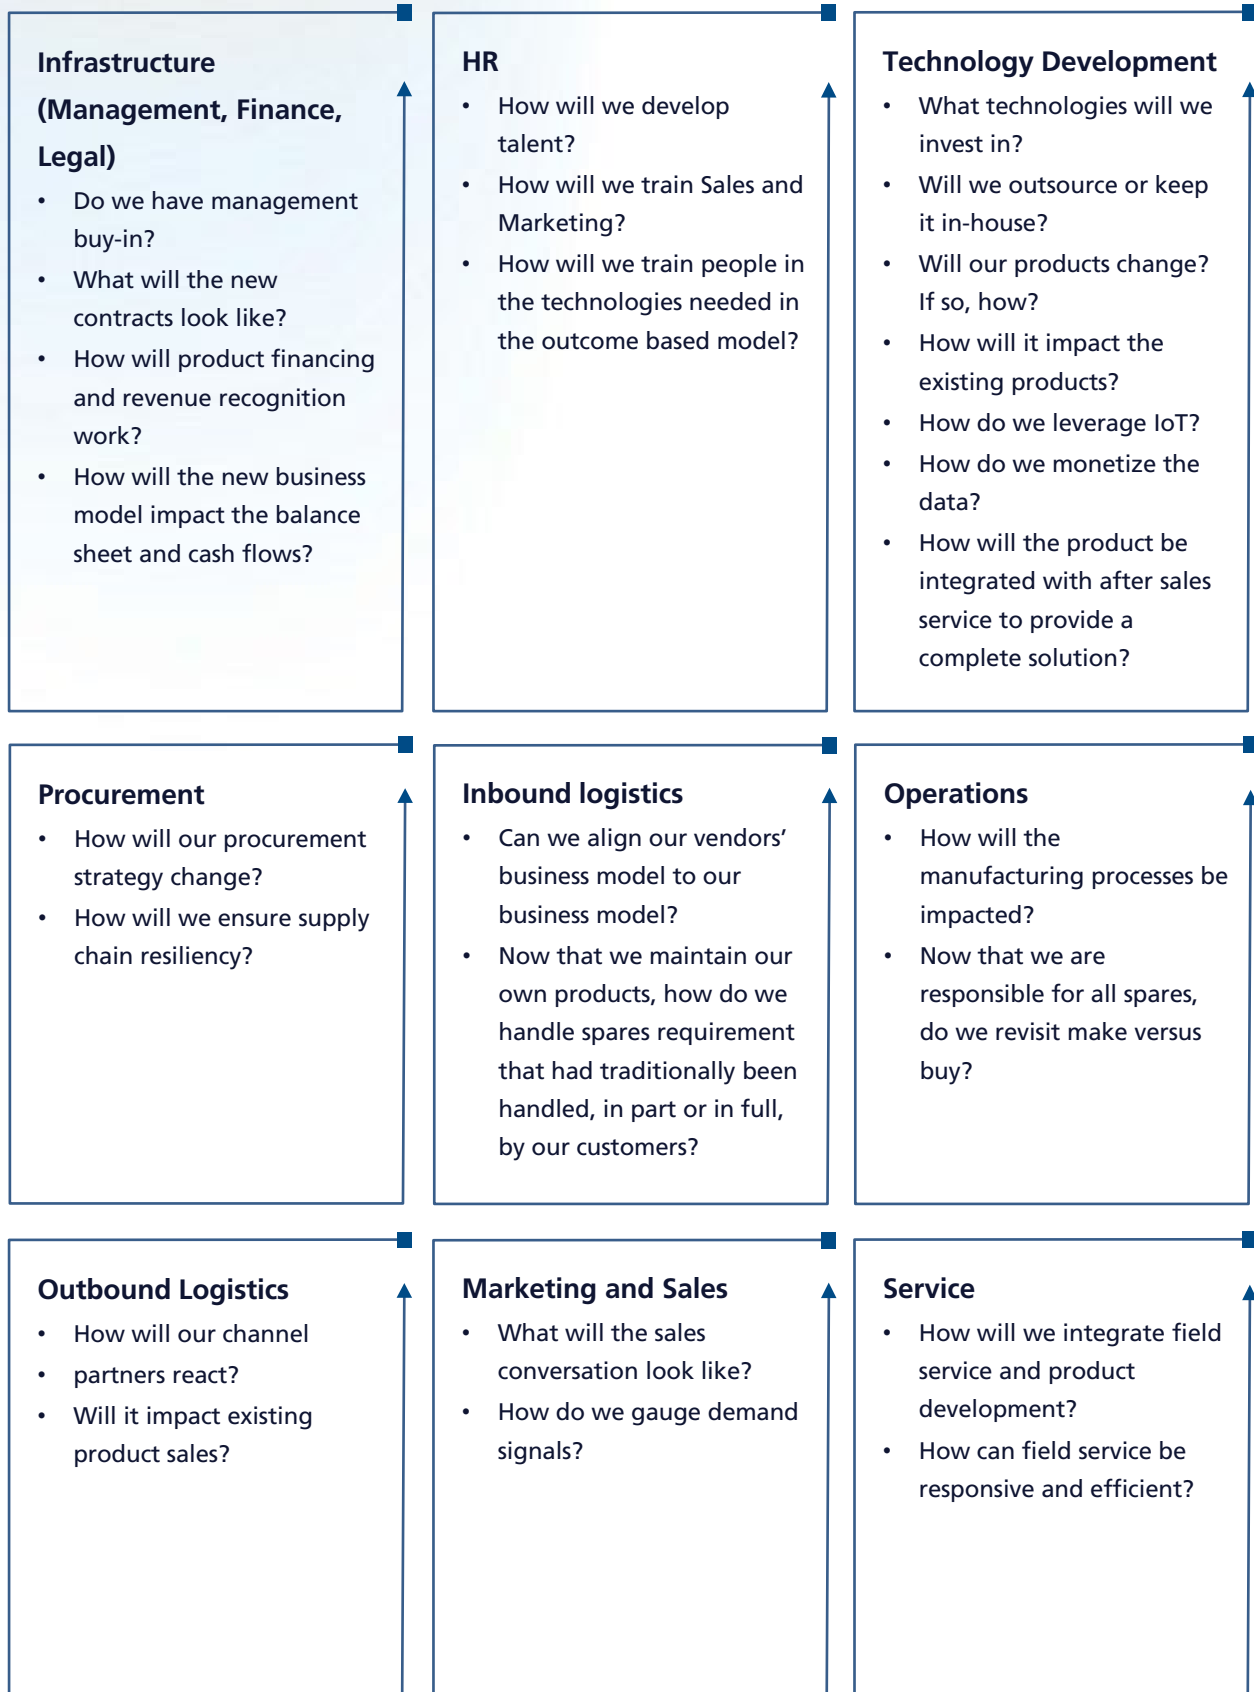 Infrastructure
(Management, Finance,
Legal)
• Do we have management
buy-in?
• What will the new
contracts look like?
• How will product financing
and revenue recognition
work?
• How will the new business
model impact the balance
sheet and cash flows?
HR
• How will we develop
talent?
• How will we train Sales and
Marketing?
• How will we train people in
the technologies needed in
the outcome based model?
Technology Development
• What technologies will we
invest in?
• Will we outsource or keep
it in-house?
• Will our products change?
If so, how?
• How will it impact the
existing products?
• How do we leverage IoT?
• How do we monetize the
data?
• How will the product be
integrated with after sales
service to provide a
complete solution?
Procurement
• How will our procurement
strategy change?
• How will we ensure supply
chain resiliency?
Inbound logistics
• Can we align our vendors’
business model to our
business model?
• Now that we maintain our
own products, how do we
handle spares requirement
that had traditionally been
handled, in part or in full,
by our customers?
Operations
• How will the
manufacturing processes be
impacted?
• Now that we are
responsible for all spares,
do we revisit make versus
buy?
Outbound Logistics
• How will our channel
• partners react?
• Will it impact existing
product sales?
Marketing and Sales
• What will the sales
conversation look like?
• How do we gauge demand
signals?
Service
• How will we integrate field
service and product
development?
• How can field service be
responsive and efficient?